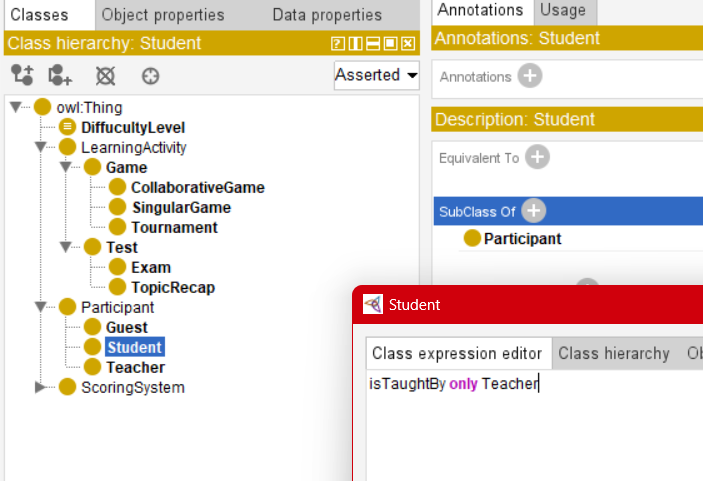 Classes
Object properties
Data properties
Class hierarchy: Student
Asserted
owl:Thing
DiffucultyLevel
LearningActivity
Game
CollaborativeGame
SingularGame
Tournament
Test
Exam
TopicRecap
Participant
Guest
Student
Teacher
ScoringSystem
Annotations
Usage
Annotations: Student
Annotations
Description: Student
Equivalent To
SubClass Of
Participant
Student
Class expression editor
Class hierarchy
Ob
isTaughtBy only Teacher